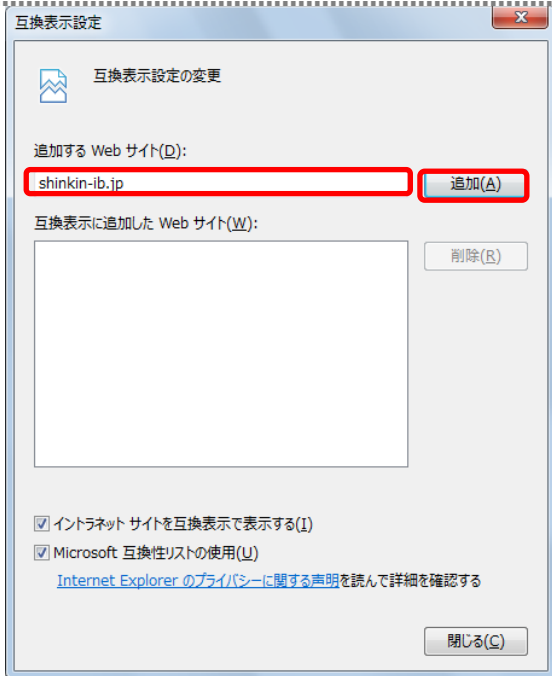 互換表示設定
x
互換表示設定の変更
追加する Web サイト(D):
shinkin-ib.jp
追加(A)
互換表示に追加した Web サイト(W):
削除(R)
イントラネット サイトを互換表示で表示する(I)
Microsoft 互換性リストの使用(U)
Internet Explorer のプライバシーに関する声明を読んで詳細を確認する
閉じる(C)